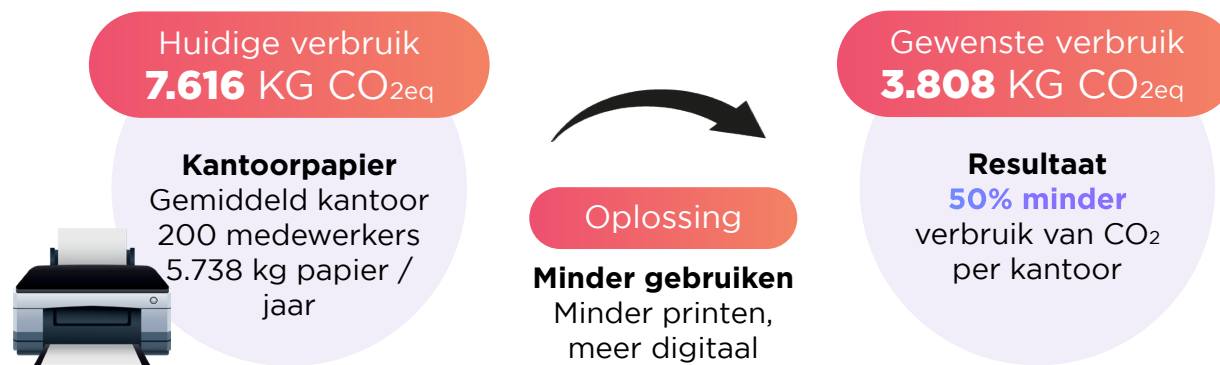 Huidige verbruik
7.616 KG CO2eq
Kantoorpapier
Gemiddeld kantoor
200 medewerkers
5.738 kg papier /
jaar
Oplossing
Minder gebruiken
Minder printen,
meer digitaal
Gewenste verbruik
3.808 KG CO2eq
Resultaat
50% minder
verbruik van CO2
per kantoor